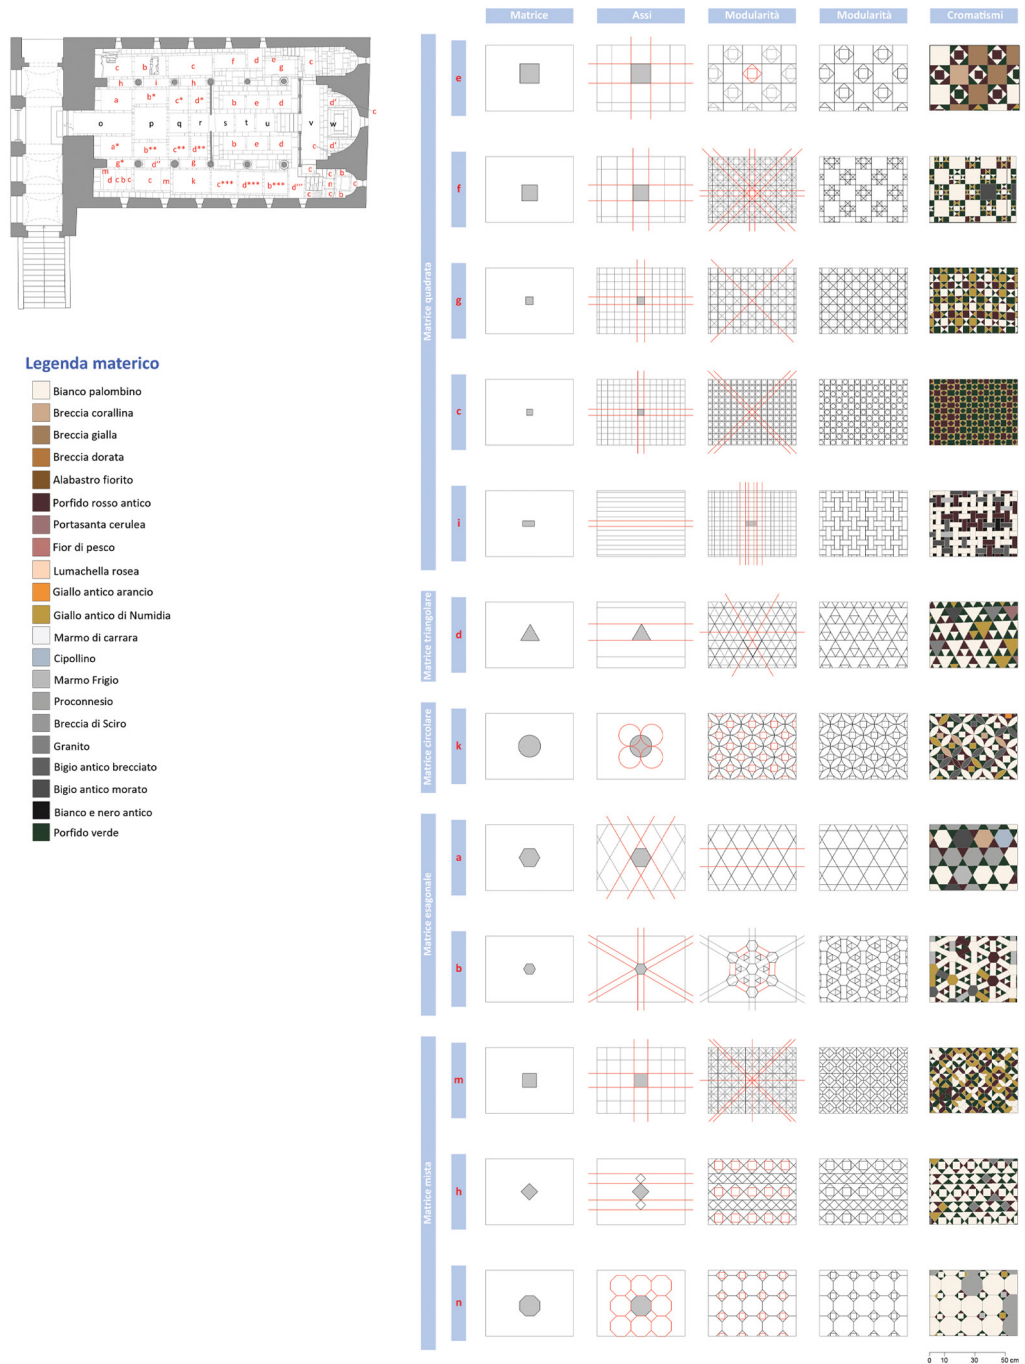 Matrice Assi Modularità Modularità Cromatismi
c b c f d e g c
h i h
a b* c* d* b e d d'
o p q r s t u v w c
a* b** c** d** b e d c d'
g* d'' g
m
d c b c m k c*** d*** b*** d''' c b
c n c
c c b
Legenda materico
Bianco palombino
Breccia corallina
Breccia gialla
Breccia dorata
Alabastro fiorito
Porfido rosso antico
Portasanta cerulea
Fior di pesco
Lumachella rosea
Giallo antico arancio
Giallo antico di Numidia
Marmo di carrara
Cipollino
Marmo Frigio
Proconnesio
Breccia di Sciro
Granito
Bigio antico brecciato
Bigio antico morato
Bianco e nero antico
Porfido verde
Matrice quadrata
e
f
g
c
i
Matrice triangolare
d
Matrice circolare
k
Matrice esagonale
a
b
Matrice mista
m
h
n
0 10 30 50 cm